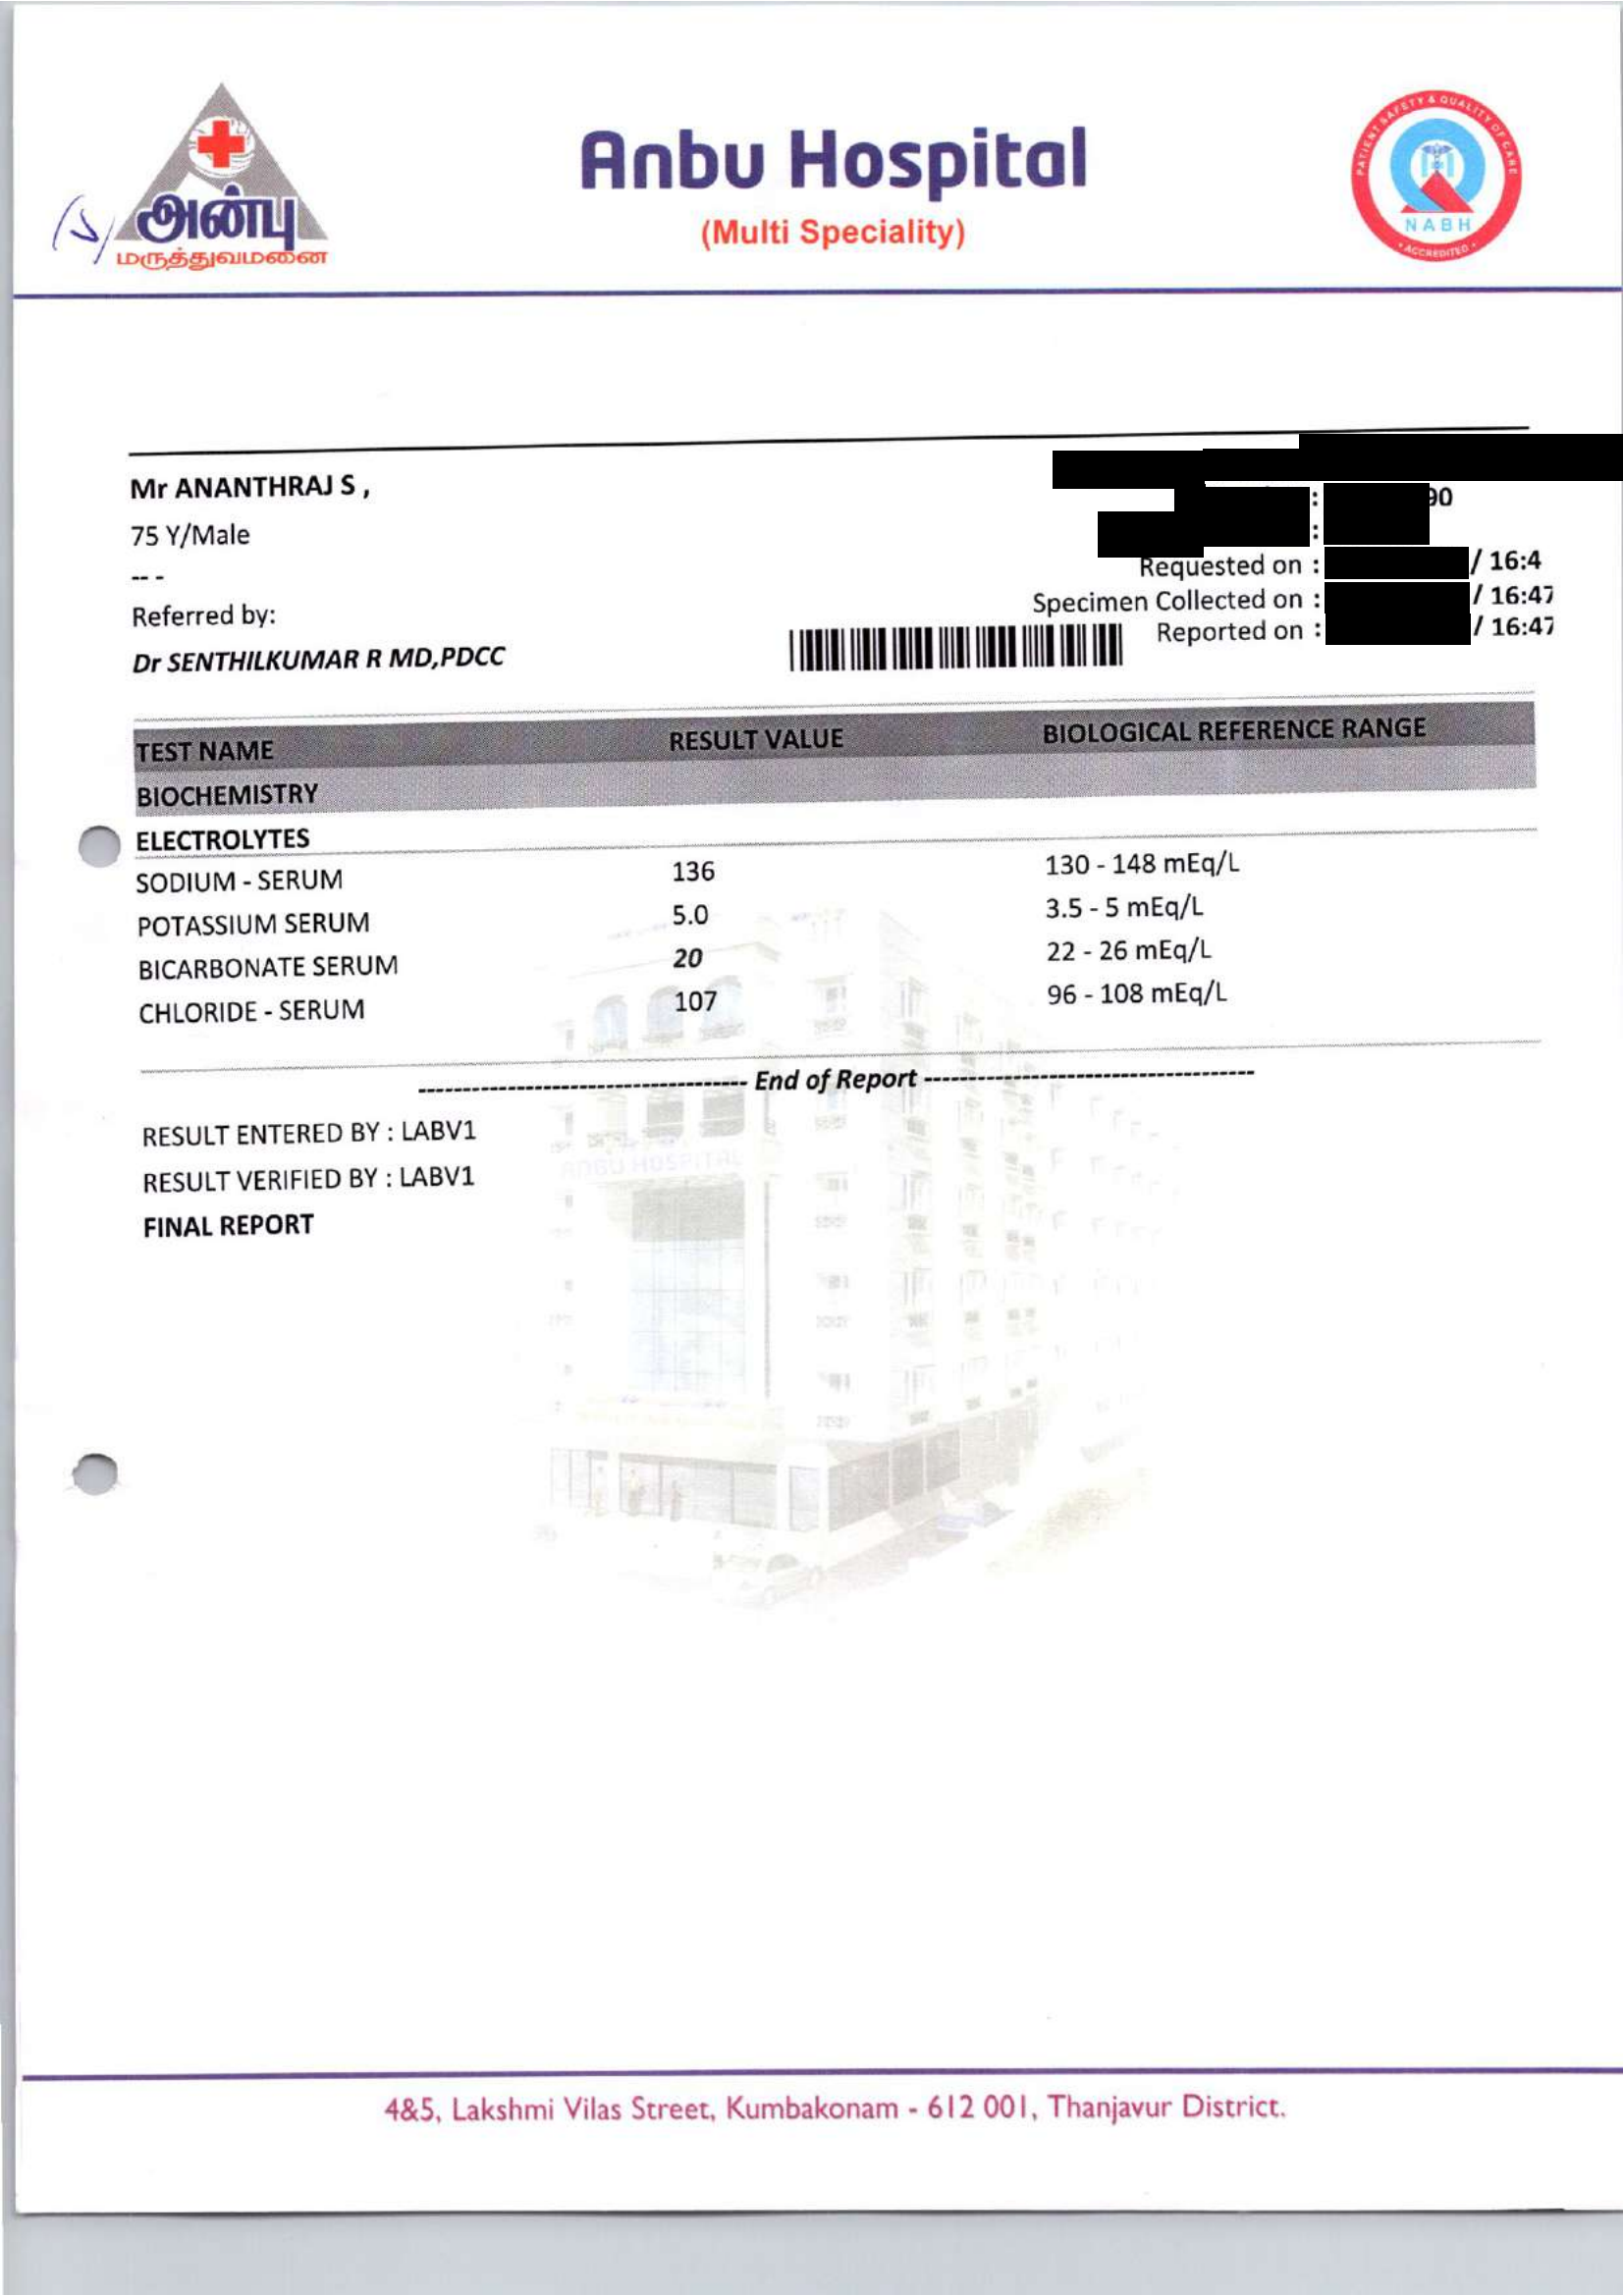 அன்பு
மருத்துவமனை
Anbu Hospital
(Multi Speciality)
PATIENT SAFETY & QUALITY OF CARE
NABH
• ACCREDITED •
Mr ANANTHRAJ S ,
75 Y/Male
-- -
Referred by:
Dr SENTHILKUMAR R MD,PDCC
: 90
:
Requested on : / 16:4
Specimen Collected on : / 16:47
Reported on : / 16:47
TEST NAME RESULT VALUE BIOLOGICAL REFERENCE RANGE
BIOCHEMISTRY
ELECTROLYTES
SODIUM - SERUM 136 130 - 148 mEq/L
POTASSIUM SERUM 5.0 3.5 - 5 mEq/L
BICARBONATE SERUM 20 22 - 26 mEq/L
CHLORIDE - SERUM 107 96 - 108 mEq/L
------------------------------------ End of Report ------------------------------------
RESULT ENTERED BY : LABV1
RESULT VERIFIED BY : LABV1
ANBU HOSPITAL
FINAL REPORT
4&5, Lakshmi Vilas Street, Kumbakonam - 612 001, Thanjavur District.